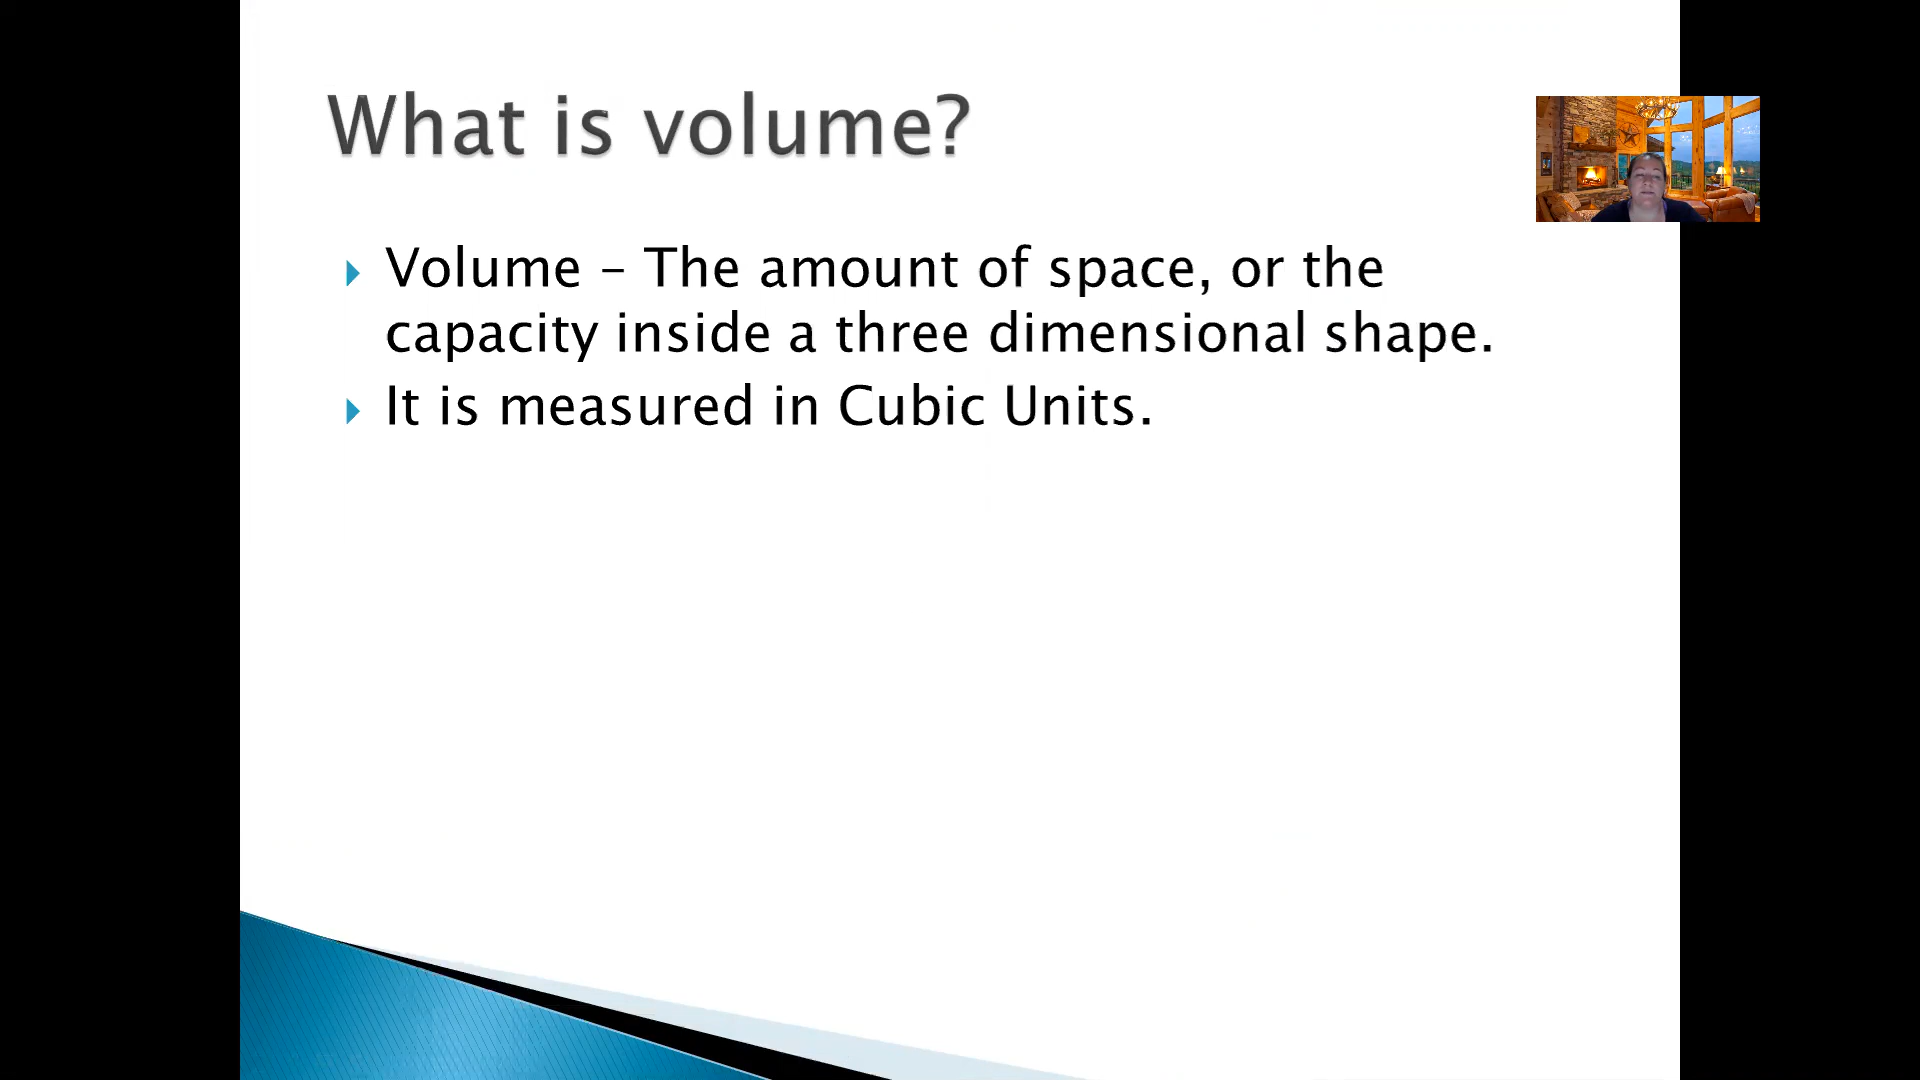 What is volume?
Volume – The amount of space, or the
capacity inside a three dimensional shape.
It is measured in Cubic Units.